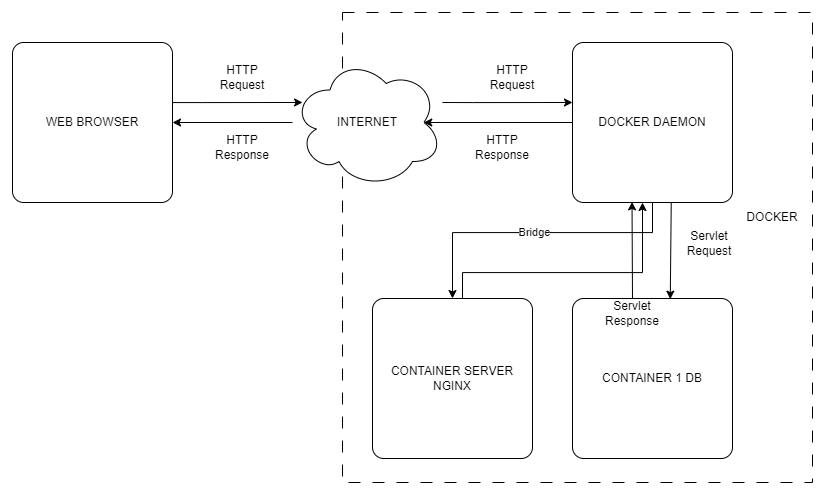 HTTP
Request
HTTP
Request
WEB BROWSER
INTERNET
DOCKER DAEMON
HTTP
Response
HTTP
Response
DOCKER
Bridge
Servlet
Request
Servlet
Response
CONTAINER SERVER
NGINX
CONTAINER 1 DB